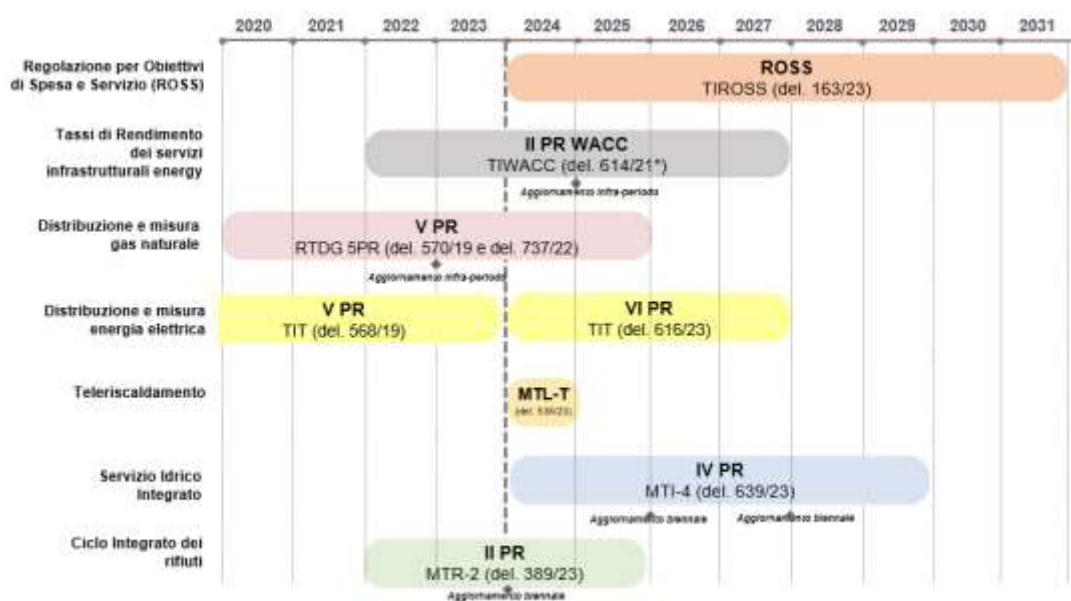 2020 2021 2022 2023 2024 2025 2026 2027 2028 2029 2030 2031
Regolazione per Obiettivi
di Spesa e Servizio (ROSS)
ROSS
TIROSS (del. 163/23)
Tassi di Rendimento
dei servizi
infrastrutturali energy
II PR WACC
TIWACC (del. 614/21*)
Aggiornamento infra-periodo
Distribuzione e misura
gas naturale
V PR
RTDG 5PR (del. 570/19 e del. 737/22)
Aggiornamento infra-periodo
Distribuzione e misura
energia elettrica
V PR
TIT (del. 568/19)
VI PR
TIT (del. 616/23)
Teleriscaldamento
MTL-T
(del. 638/23)
Servizio Idrico
Integrato
IV PR
MTI-4 (del. 639/23)
Aggiornamento biennale Aggiornamento biennale
Ciclo Integrato dei
rifiuti
II PR
MTR-2 (del. 389/23)
Aggiornamento biennale